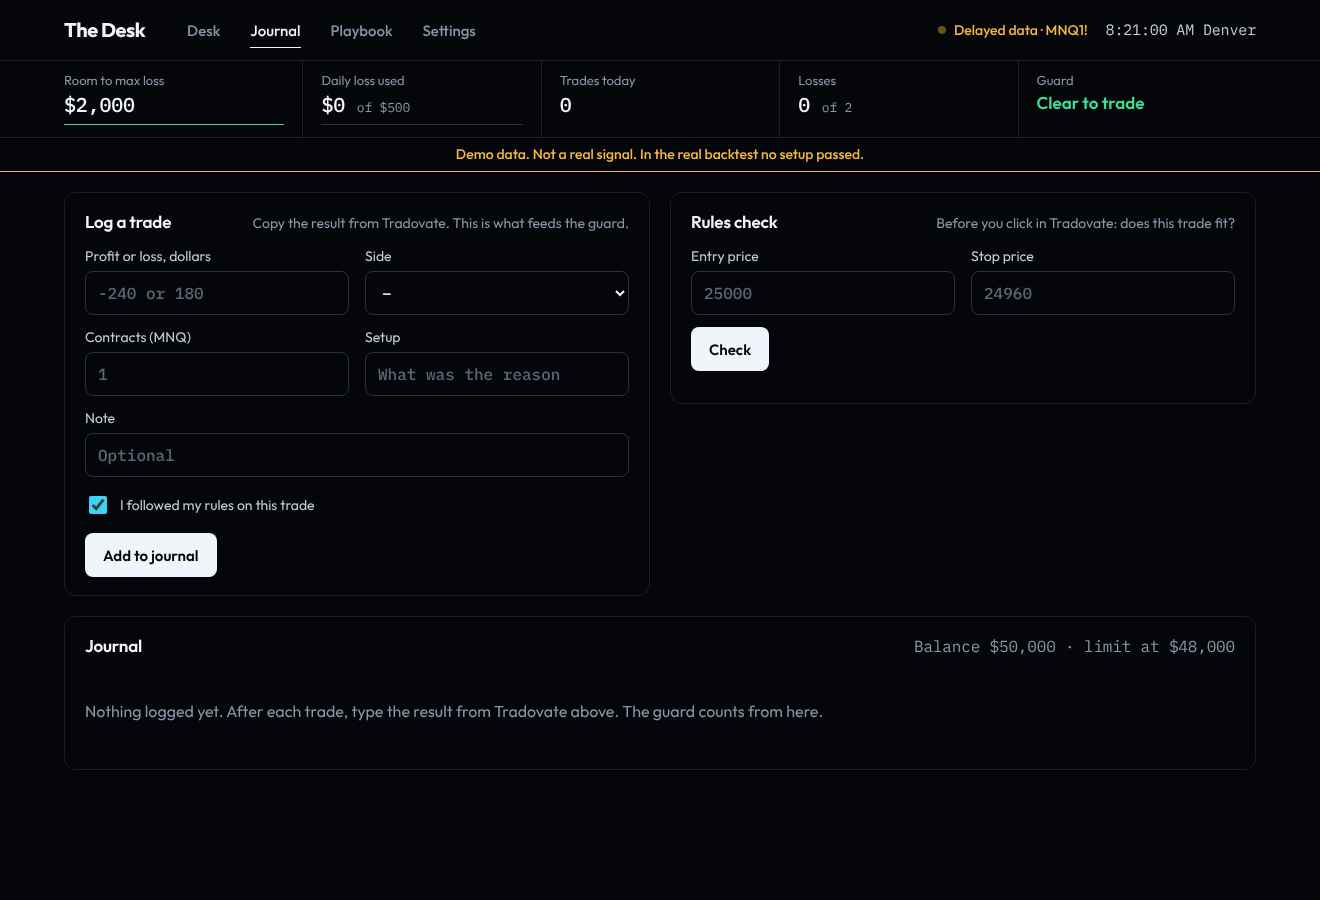 The Desk
Desk
Journal
Playbook
Settings
Delayed data · MNQ1!
8:21:00 AM Denver
Room to max loss
$2,000
Daily loss used
$0 of $500
Trades today
0
Losses
0 of 2
Guard
Clear to trade
Demo data. Not a real signal. In the real backtest no setup passed.
Log a trade
Copy the result from Tradovate. This is what feeds the guard.
Profit or loss, dollars
Side
-240 or 180
–
Contracts (MNQ)
Setup
1
What was the reason
Note
Optional
I followed my rules on this trade
Add to journal
Rules check
Before you click in Tradovate: does this trade fit?
Entry price
Stop price
25000
24960
Check
Journal
Balance $50,000 · limit at $48,000
Nothing logged yet. After each trade, type the result from Tradovate above. The guard counts from here.